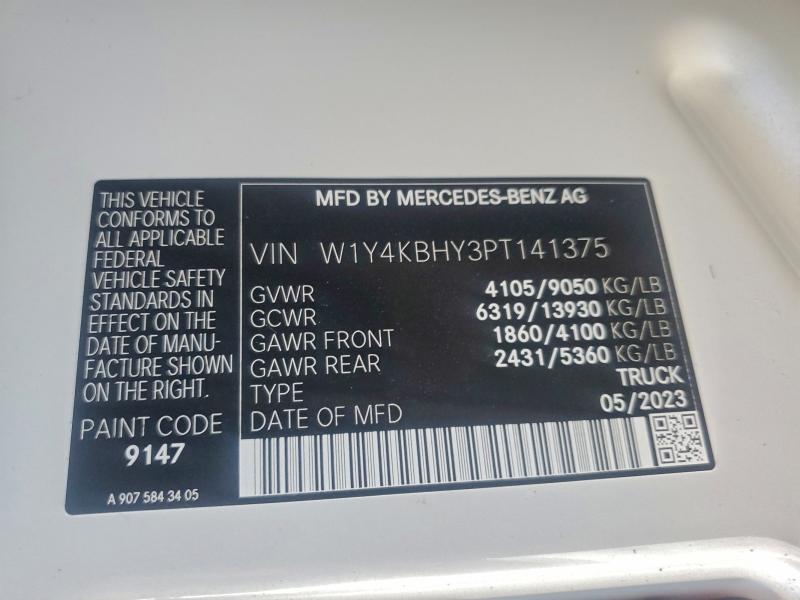 THIS VEHICLE
CONFORMS TO
ALL APPLICABLE
FEDERAL
VEHICLE SAFETY
STANDARDS IN
EFFECT ON THE
DATE OF MANU-
FACTURE SHOWN
ON THE RIGHT.
PAINT CODE
9147
A 907 584 34 05
MFD BY MERCEDES-BENZ AG
VIN W1Y4KBHY3PT141375
GVWR 4105/9050 KG/LB
GCWR 6319/13930 KG/LB
GAWR FRONT 1860/4100 KG/LB
GAWR REAR 2431/5360 KG/LB
TYPE TRUCK
DATE OF MFD 05/2023